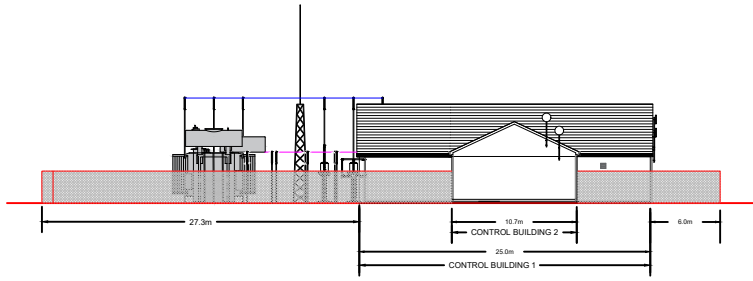 27.3m
10.7m
6.0m
CONTROL BUILDING 2
25.0m
CONTROL BUILDING 1